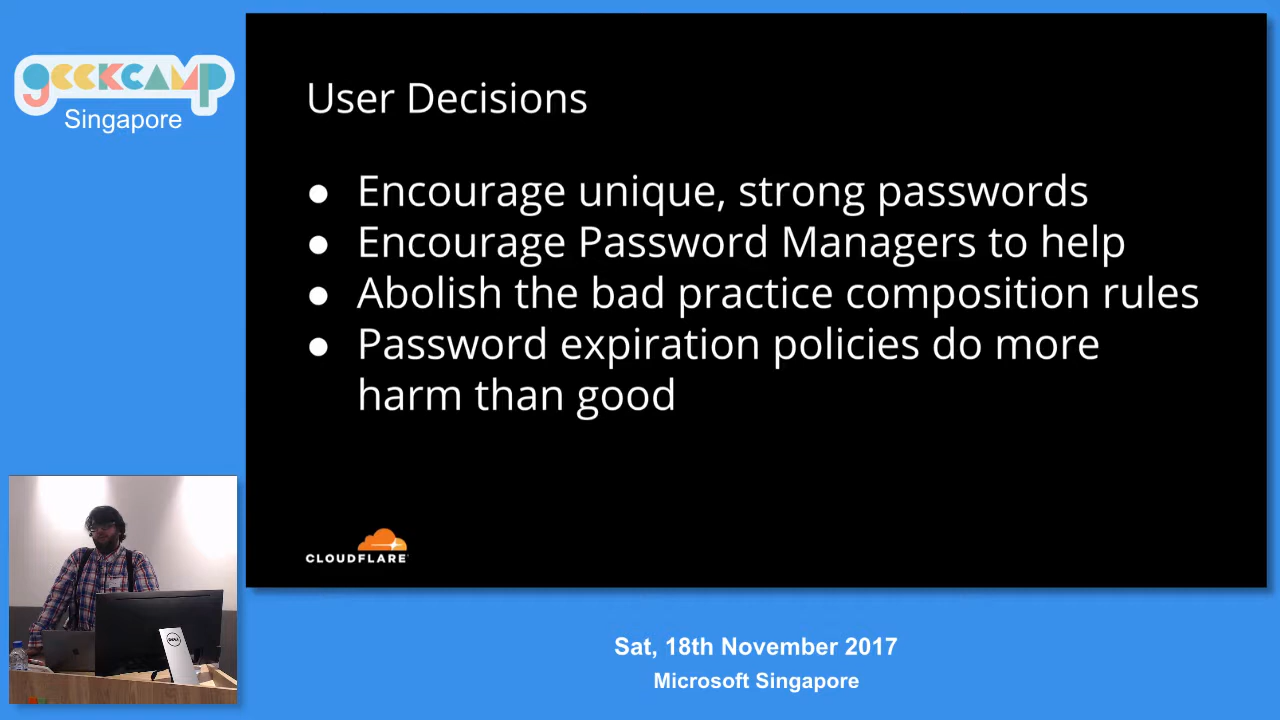 geekcamp
Singapore
User Decisions
● Encourage unique, strong passwords
● Encourage Password Managers to help
● Abolish the bad practice composition rules
● Password expiration policies do more
harm than good
CLOUDFLARE
DELL
Sat, 18th November 2017
Microsoft Singapore